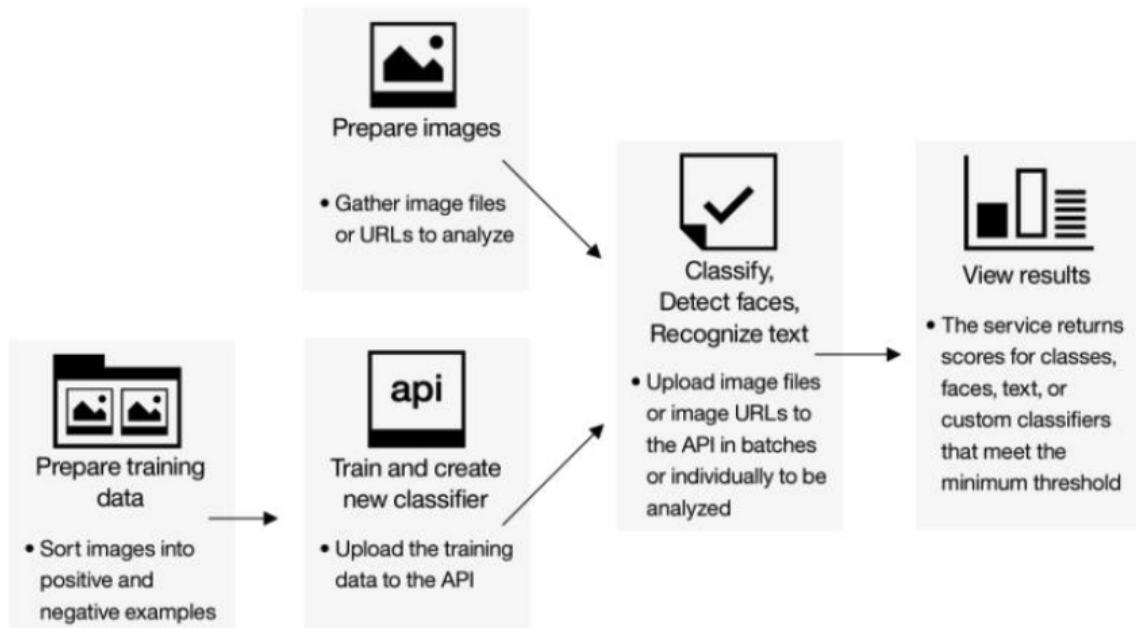 Prepare images
• Gather image files
or URLs to analyze
Prepare training
data
• Sort images into
positive and
negative examples
api
Train and create
new classifier
• Upload the training
data to the API
Classify,
Detect faces,
Recognize text
• Upload image files
or image URLs to
the API in batches
or individually to be
analyzed
View results
• The service returns
scores for classes,
faces, text, or
custom classifiers
that meet the
minimum threshold